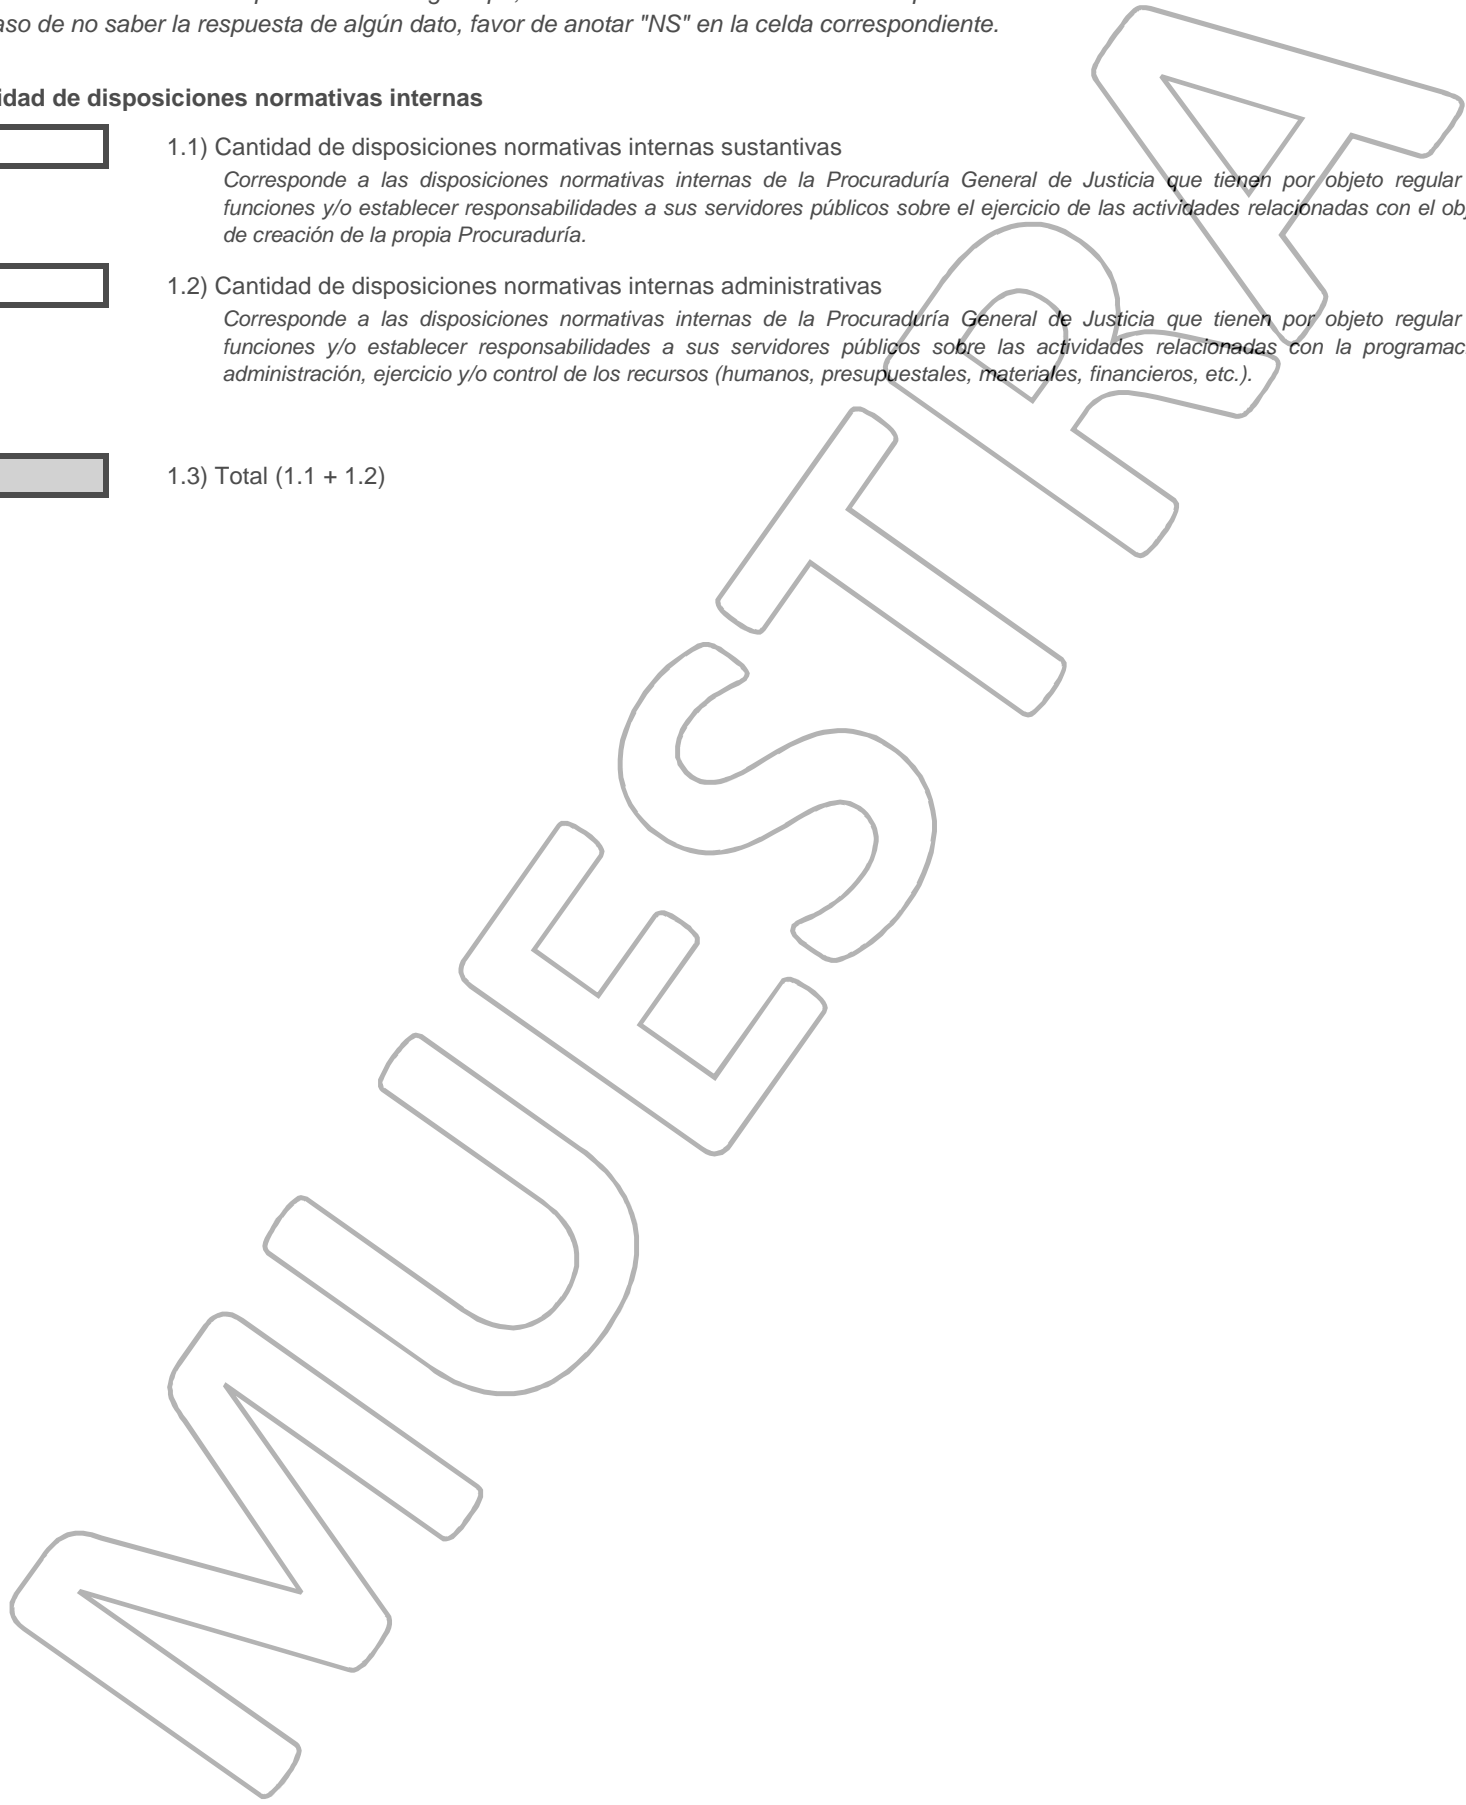 aso de no saber la respuesta de algún dato, favor de anotar "NS" en la celda correspondiente.
idad de disposiciones normativas internas
1.1) Cantidad de disposiciones normativas internas sustantivas
Corresponde a las disposiciones normativas internas de la Procuraduría General de Justicia que tienen por objeto regular
funciones y/o establecer responsabilidades a sus servidores públicos sobre el ejercicio de las actividades relacionadas con el obj
de creación de la propia Procuraduría.
1.2) Cantidad de disposiciones normativas internas administrativas
Corresponde a las disposiciones normativas internas de la Procuraduría General de Justicia que tienen por objeto regular
funciones y/o establecer responsabilidades a sus servidores públicos sobre las actividades relacionadas con la programac
administración, ejercicio y/o control de los recursos (humanos, presupuestales, materiales, financieros, etc.).
1.3) Total (1.1 + 1.2)
MUESTRA